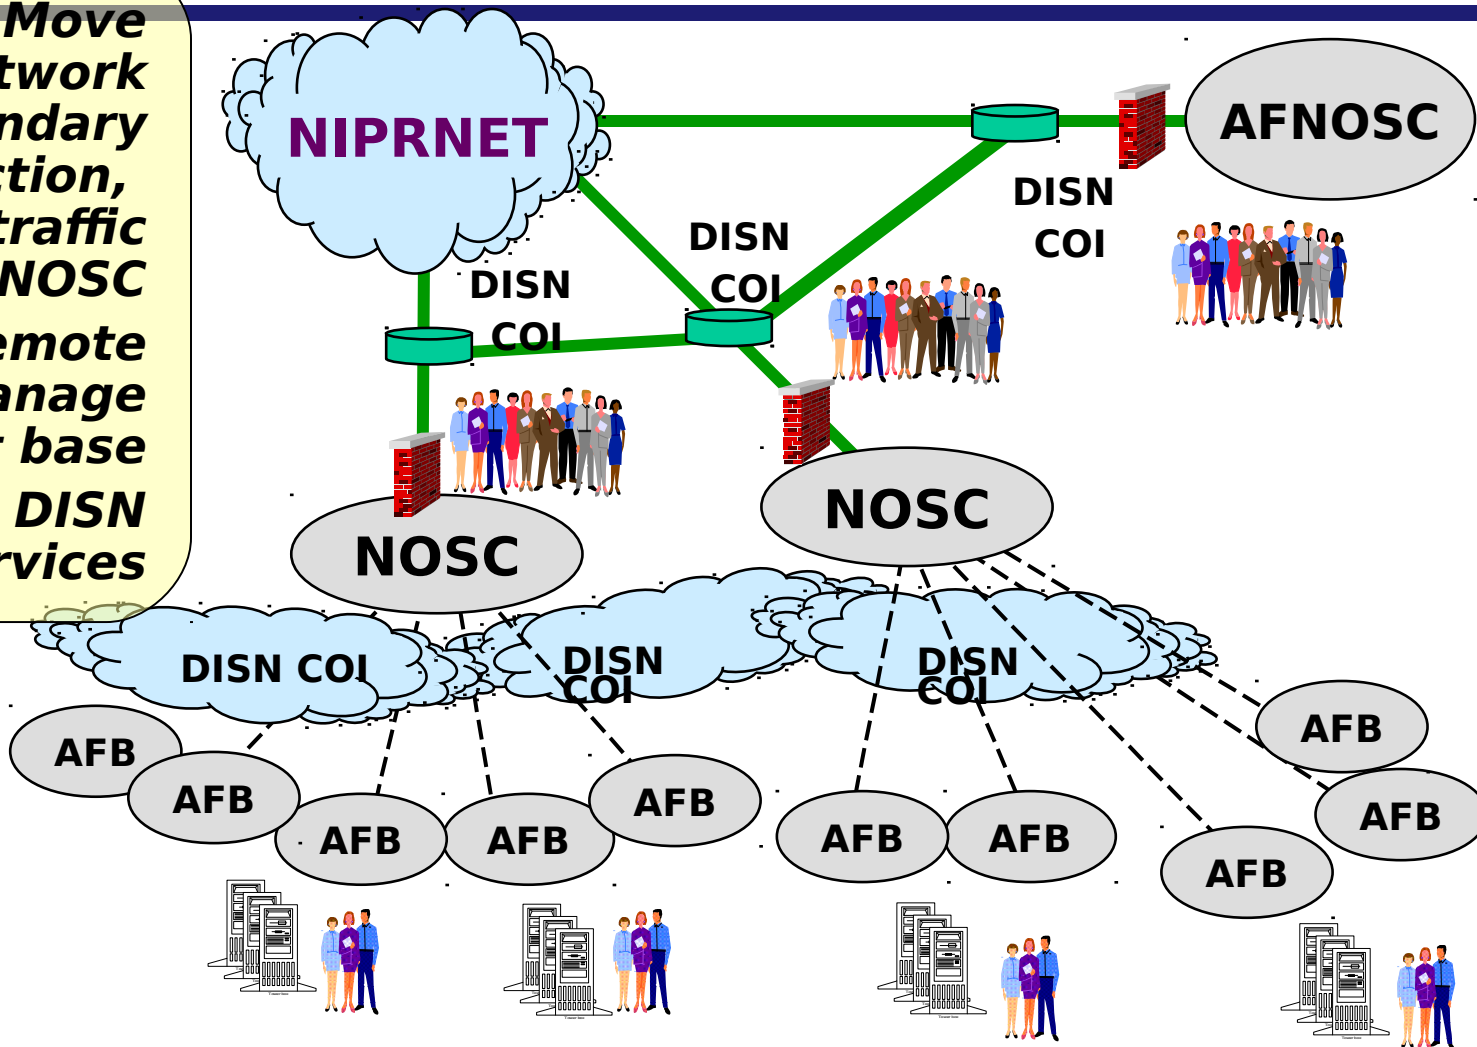 Move
twork
ndary
ction,
traffic
NOSC
emote
anage
base
DISN
rvices
NIPRNET
AFNOSC
DISN
COI
DISN
COI
DISN
COI
NOSC
NOSC
DISN COI
DISN
COI
DISN
COI
AFB
AFB
AFB
AFB
AFB
AFB
AFB
AFB
AFB
AFB